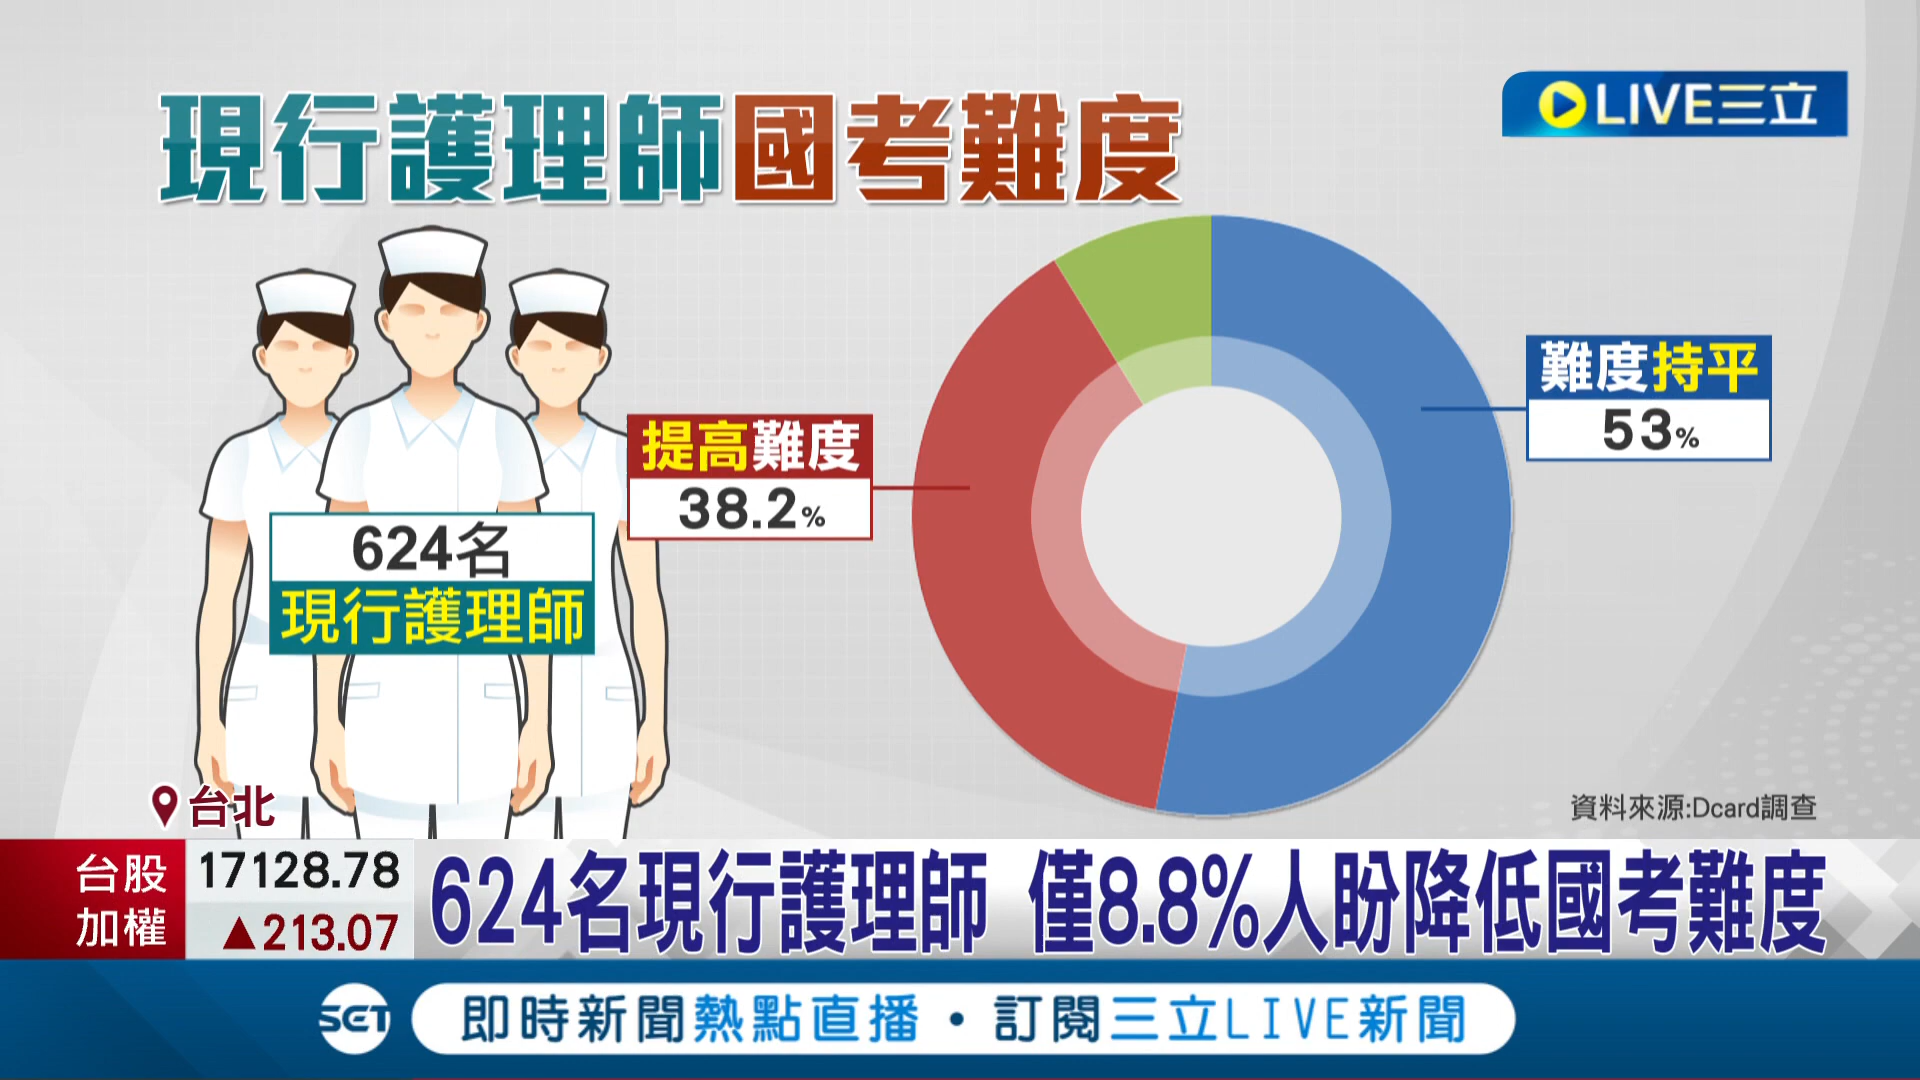 現行護理師國考難度
LIVE三立
難度持平
53%
提高難度
38.2%
624名
現行護理師
台北
資料來源:Dcard調查
台股
加權
17128.78
▲213.07
624名現行護理師 僅8.8%人盼降低國考難度
SET
即時新聞熱點直播・訂閱三立LIVE新聞